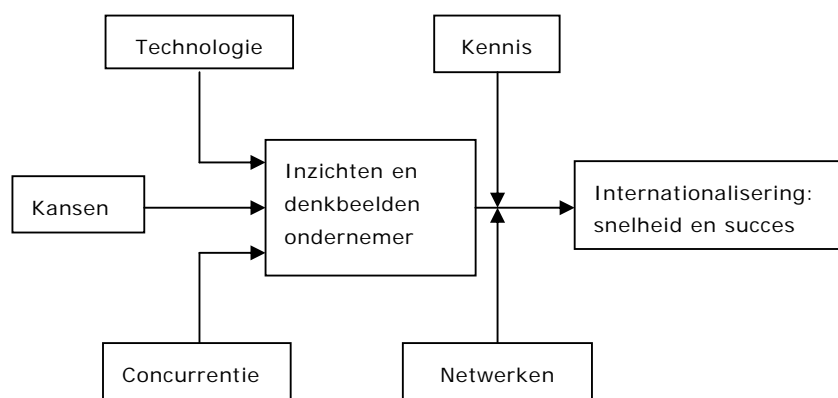 Technologie
Kennis
Kansen
Inzichten en
denkbeelden
ondernemer
Internationalisering:
snelheid en succes
Concurrentie
Netwerken